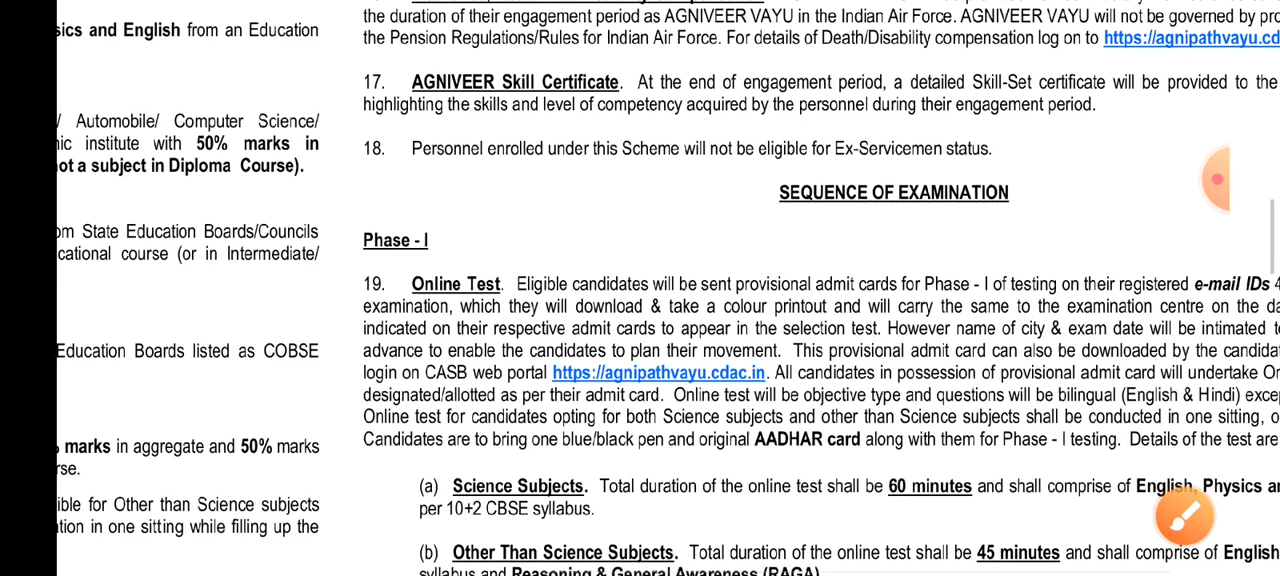 sics and English from an Education
Automobile/ Computer Science/
nic institute with 50% marks in
ot a subject in Diploma Course).
om State Education Boards/Councils
cational course (or in Intermediate/
Education Boards listed as COBSE
marks in aggregate and 50% marks
rse.
ible for Other than Science subjects
tion in one sitting while filling up the
the duration of their engagement period as AGNIVEER VAYU in the Indian Air Force. AGNIVEER VAYU will not be governed by pro
the Pension Regulations/Rules for Indian Air Force. For details of Death/Disability compensation log on to https://agnipathvayu.cd
17. AGNIVEER Skill Certificate. At the end of engagement period, a detailed Skill-Set certificate will be provided to the
highlighting the skills and level of competency acquired by the personnel during their engagement period.
18. Personnel enrolled under this Scheme will not be eligible for Ex-Servicemen status.
SEQUENCE OF EXAMINATION
Phase - I
19. Online Test. Eligible candidates will be sent provisional admit cards for Phase - I of testing on their registered e-mail IDs 4
examination, which they will download & take a colour printout and will carry the same to the examination centre on the da
indicated on their respective admit cards to appear in the selection test. However name of city & exam date will be intimated t
advance to enable the candidates to plan their movement. This provisional admit card can also be downloaded by the candida
login on CASB web portal https://agnipathvayu.cdac.in. All candidates in possession of provisional admit card will undertake On
designated/allotted as per their admit card. Online test will be objective type and questions will be bilingual (English & Hindi) exce
Online test for candidates opting for both Science subjects and other than Science subjects shall be conducted in one sitting, o
Candidates are to bring one blue/black pen and original AADHAR card along with them for Phase - I testing. Details of the test are
(a) Science Subjects. Total duration of the online test shall be 60 minutes and shall comprise of English, Physics a
per 10+2 CBSE syllabus.
(b) Other Than Science Subjects. Total duration of the online test shall be 45 minutes and shall comprise of English
syllabus and Reasoning & General Awareness (RAGA)